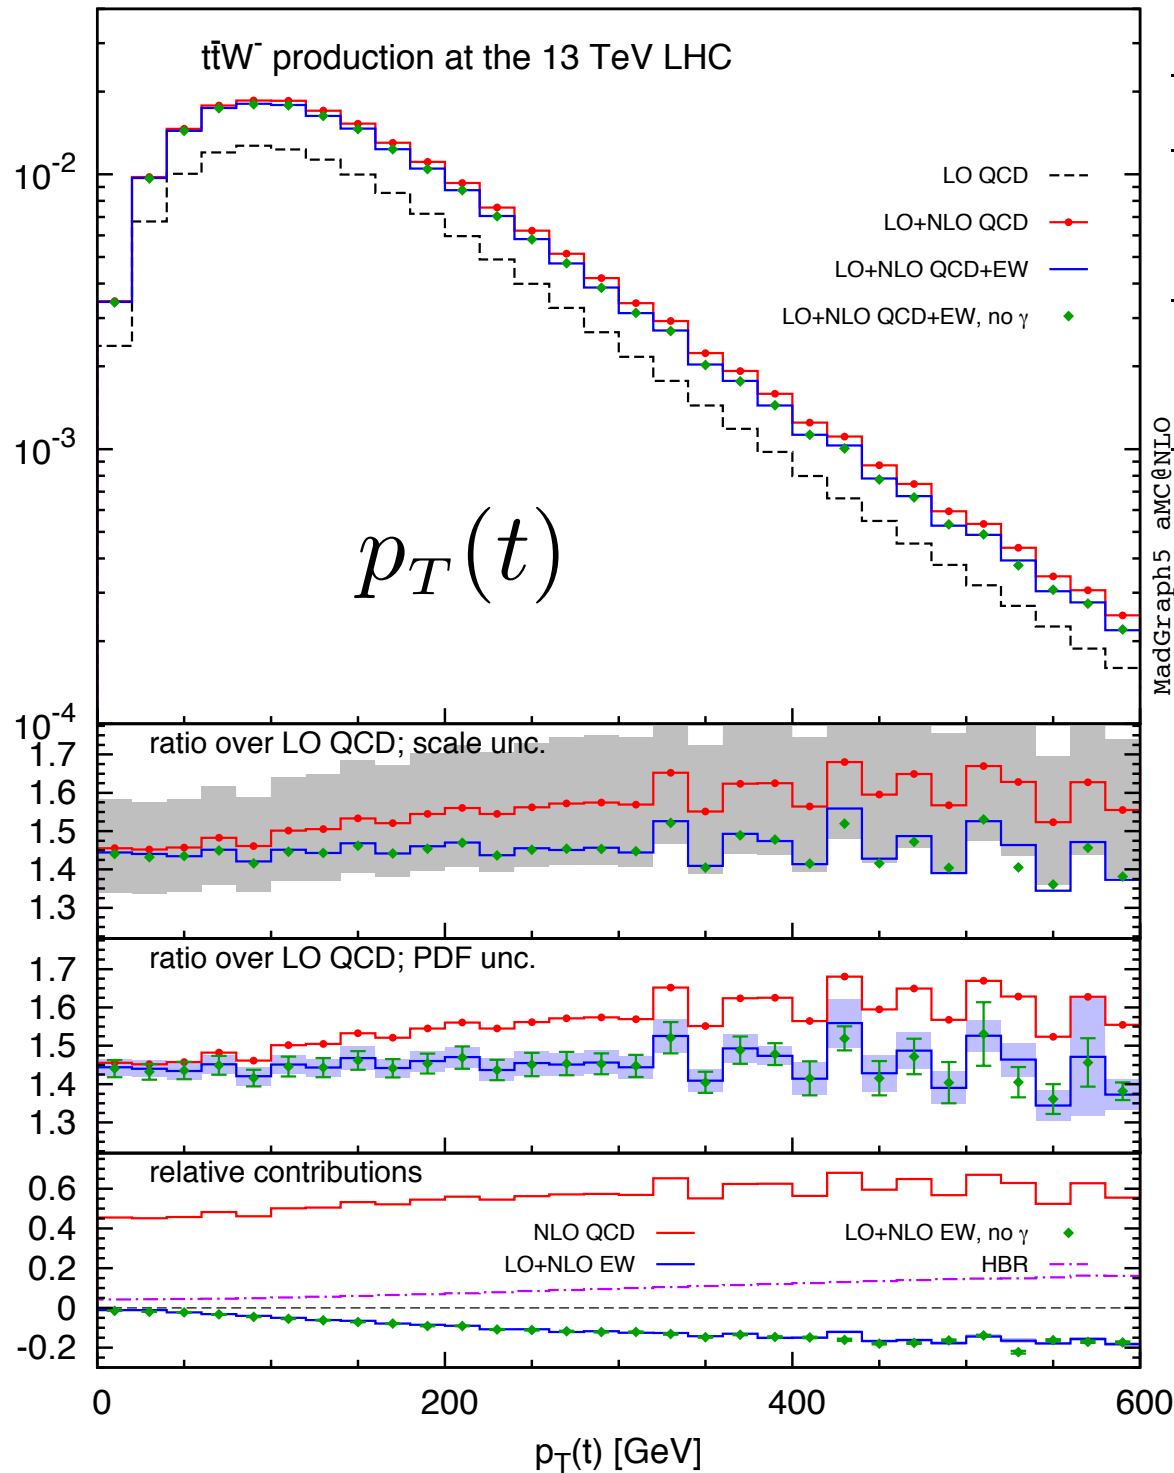 tt̄W⁻ production at the 13 TeV LHC
10⁻²
LO QCD
LO+NLO QCD
LO+NLO QCD+EW
LO+NLO QCD+EW, no γ
10⁻³
p_T(t)
MadGraph5_aMC@NLO
10⁻⁴
ratio over LO QCD; scale unc.
1.7
1.6
1.5
1.4
1.3
ratio over LO QCD; PDF unc.
1.7
1.6
1.5
1.4
1.3
relative contributions
0.6
0.4
0.2
0
-0.2
NLO QCD
LO+NLO EW, no γ
LO+NLO EW
HBR
0 200 400 600
p_T(t) [GeV]